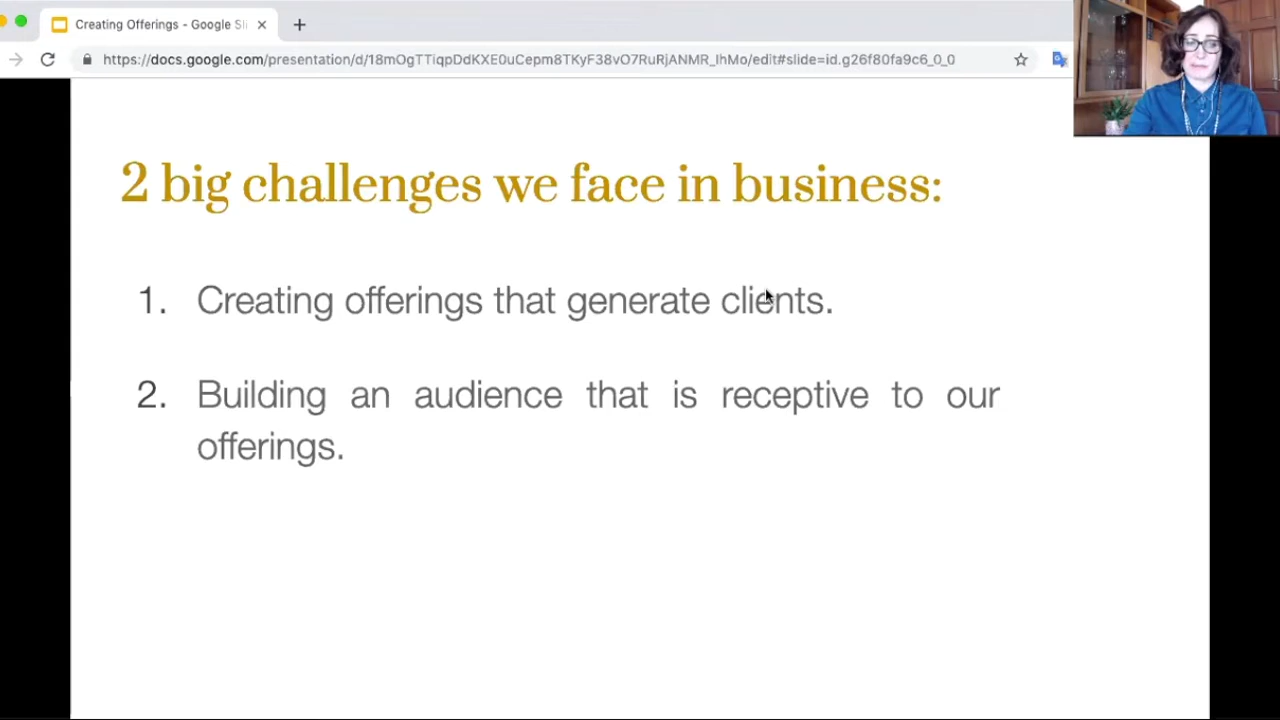 Creating Offerings - Google Sli
https://docs.google.com/presentation/d/18mOgTTiqpDdKXE0uCepm8TKyF38vO7RuRjANMR_IhMo/edit#slide=id.g26f80fa9c6_0_0
2 big challenges we face in business:
1. Creating offerings that generate clients.
2. Building an audience that is receptive to our
offerings.